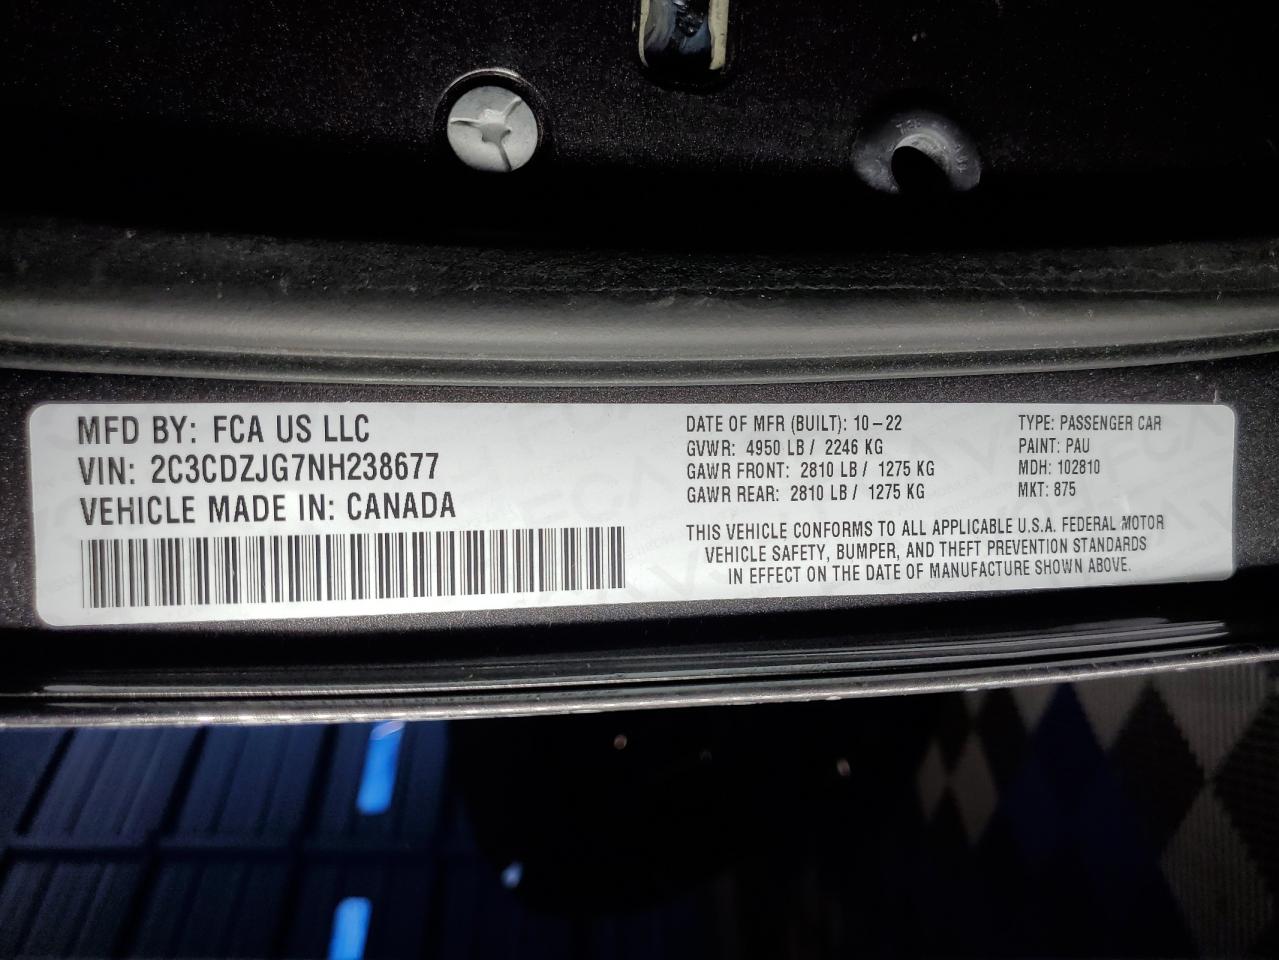 MFD BY: FCA US LLC
VIN: 2C3CDZJG7NH238677
VEHICLE MADE IN: CANADA
DATE OF MFR (BUILT): 10-22
GVWR: 4950 LB / 2246 KG
GAWR FRONT: 2810 LB / 1275 KG
GAWR REAR: 2810 LB / 1275 KG
TYPE: PASSENGER CAR
PAINT: PAU
MDH: 102810
MKT: 875
THIS VEHICLE CONFORMS TO ALL APPLICABLE U.S.A. FEDERAL MOTOR
VEHICLE SAFETY, BUMPER, AND THEFT PREVENTION STANDARDS
IN EFFECT ON THE DATE OF MANUFACTURE SHOWN ABOVE.